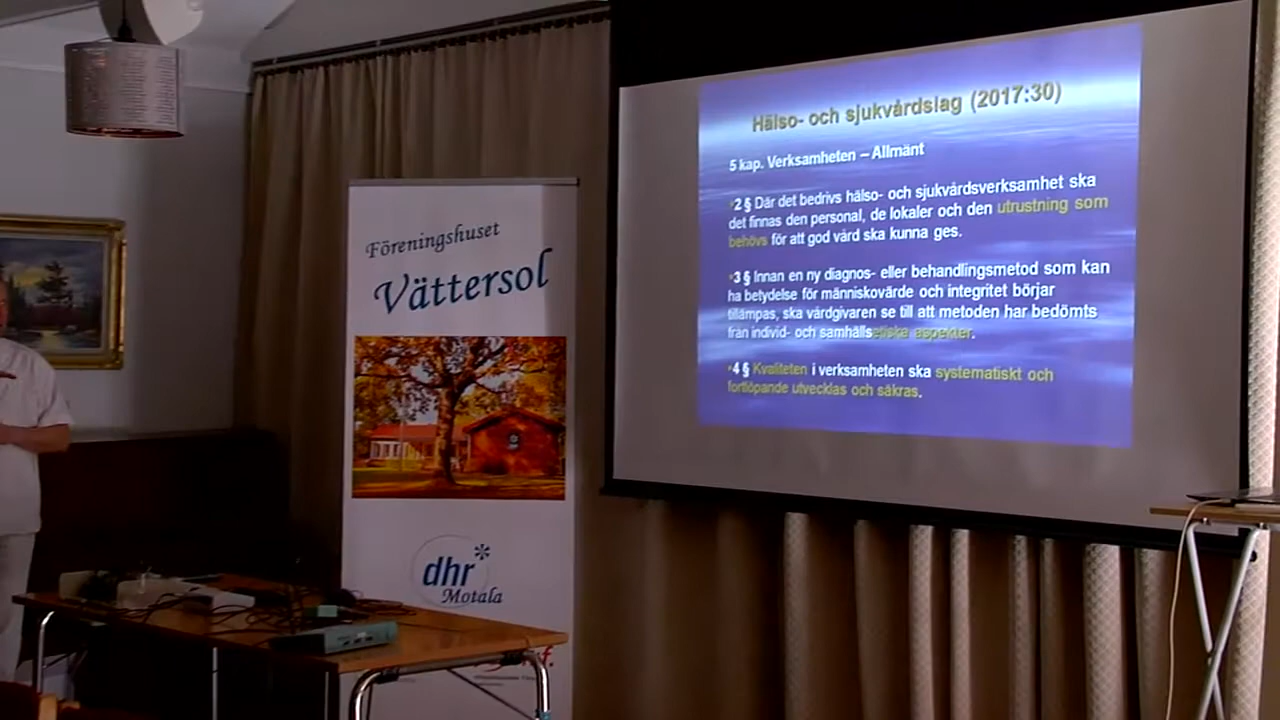 Hälso- och sjukvårdslag (2017:30)
5 kap. Verksamheten – Allmänt
2 § Där det bedrivs hälso- och sjukvårdsverksamhet ska
det finnas den personal, de lokaler och den utrustning som
behövs för att god vård ska kunna ges.
3 § Innan en ny diagnos- eller behandlingsmetod som kan
ha betydelse för människovärde och integritet börjar
tillämpas, ska vårdgivaren se till att metoden har bedömts
från individ- och samhällsetiska aspekter.
4 § Kvaliteten i verksamheten ska systematiskt och
fortlöpande utvecklas och säkras.
Föreningshuset
Vättersol
dhr*
Motala